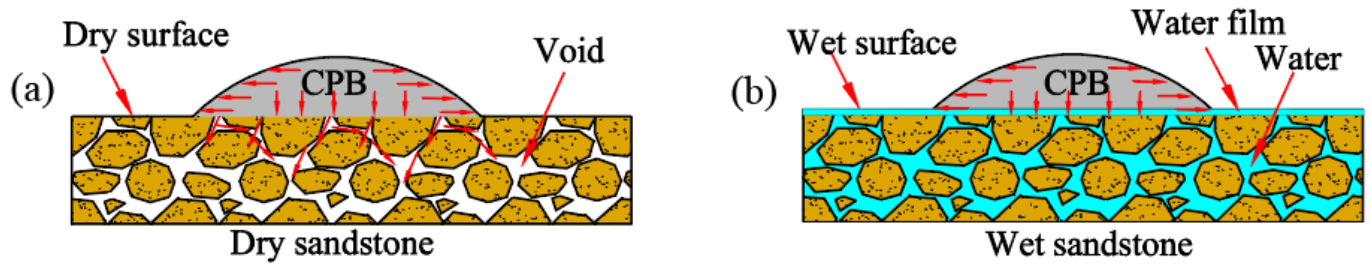 (a)
Dry surface
CPB
Void
Dry sandstone
(b)
Wet surface
CPB
Water film
Water
Wet sandstone